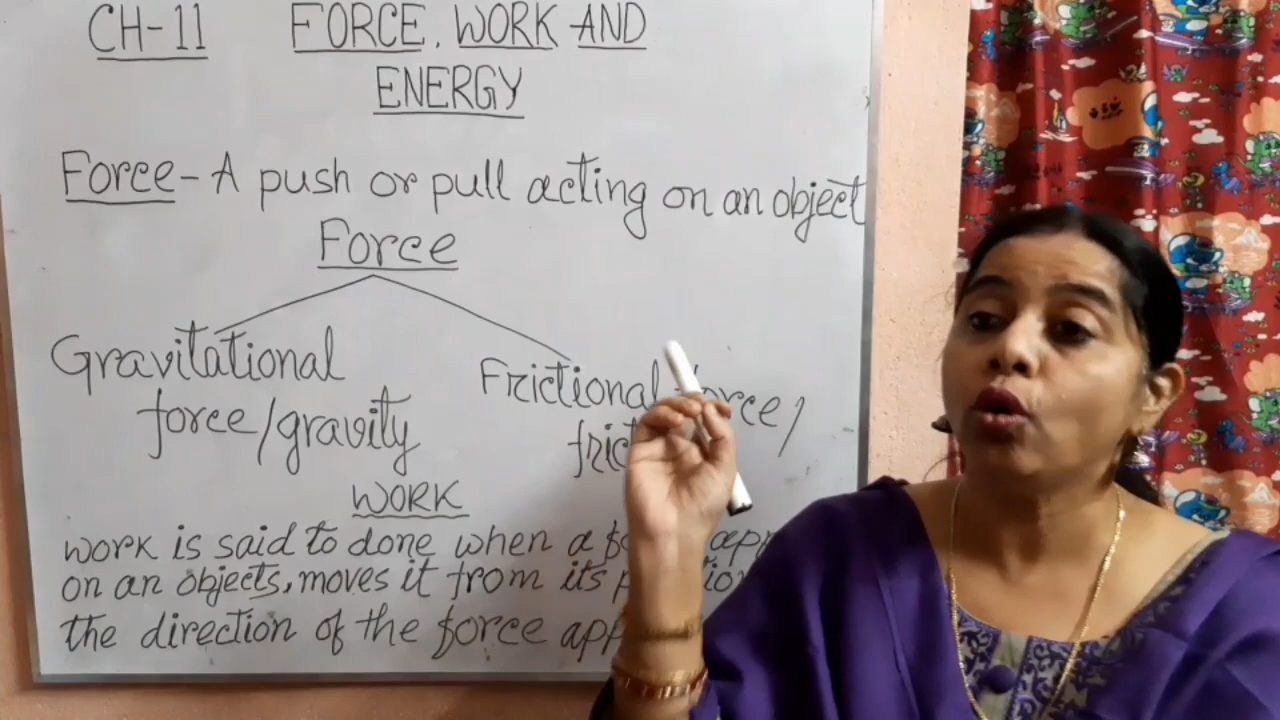 CH-11 FORCE, WORK AND
ENERGY
Force - A push or pull acting on an object
Force
Gravitational
force/gravity
Frictional force/
WORK
work is said to done when a
on an objects, moves it from its
the direction of the force